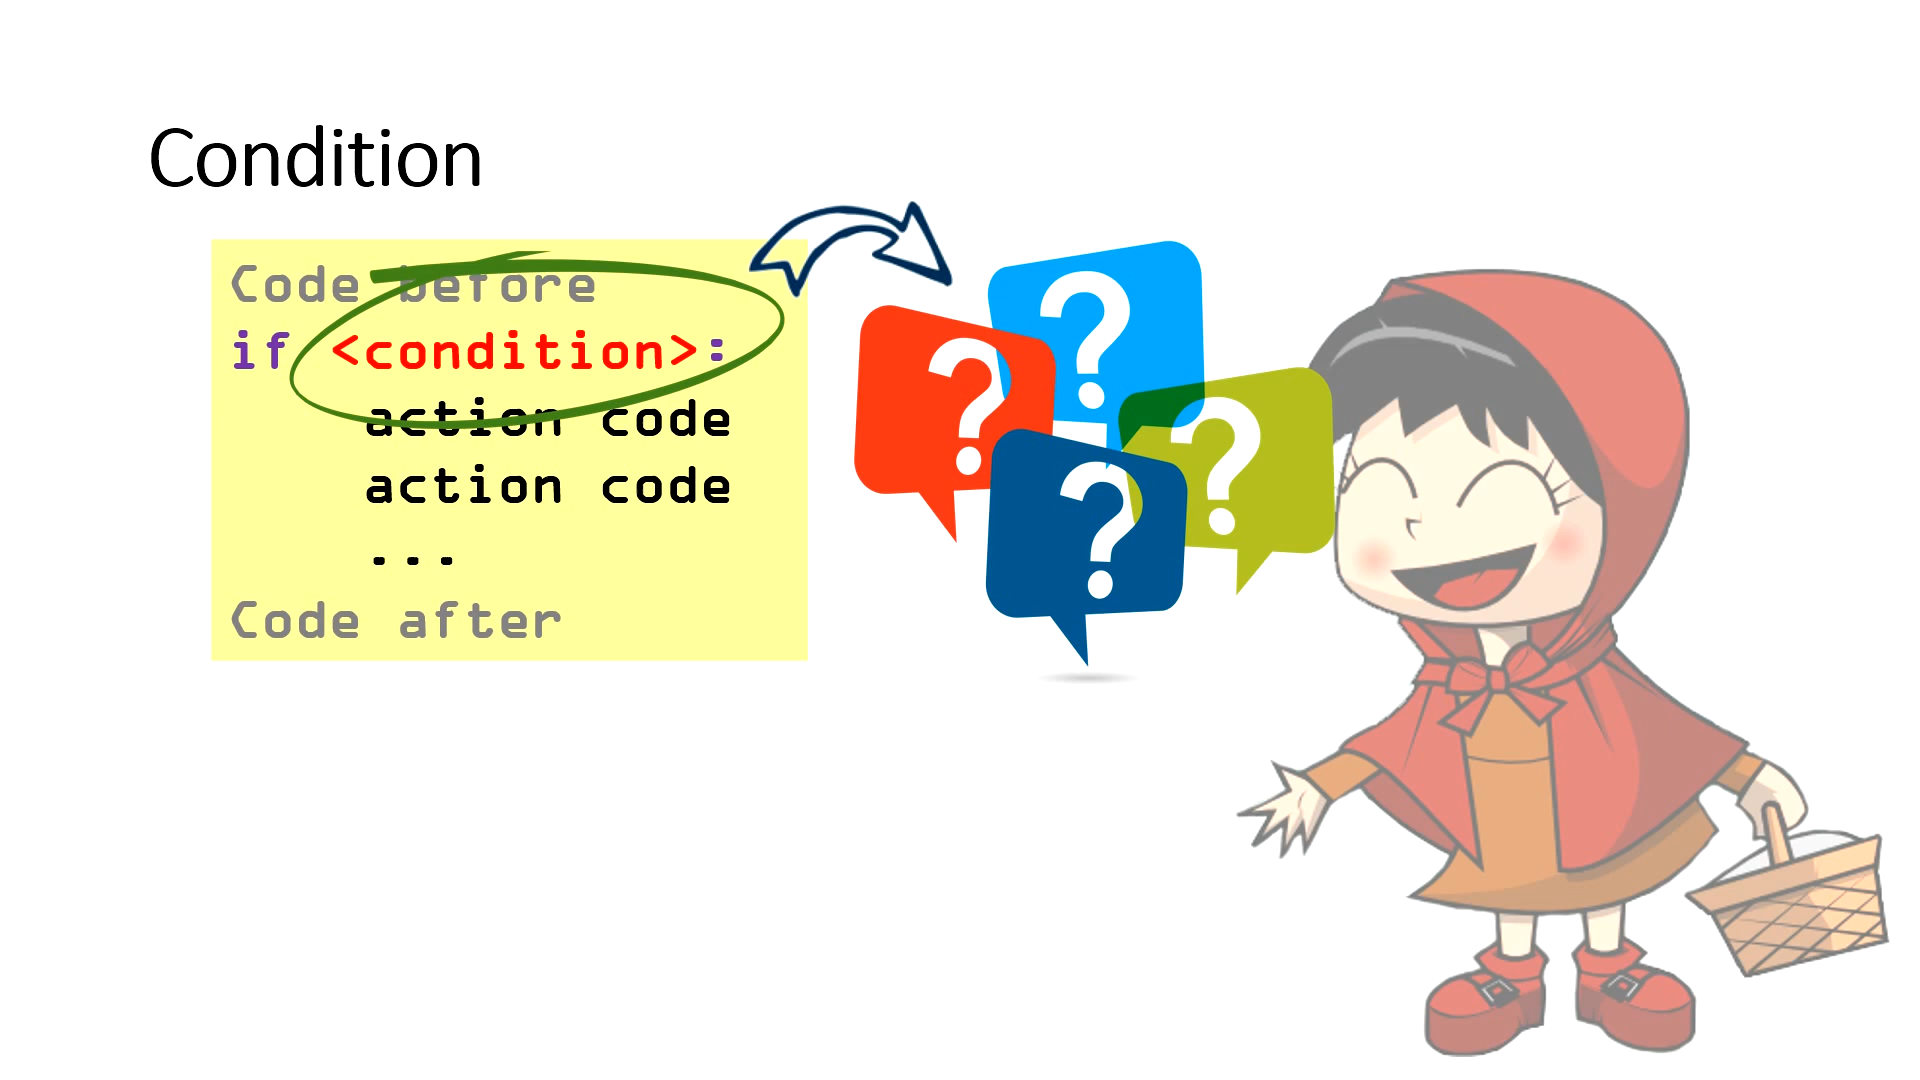 Condition
Code before
if <condition>:
action code
action code
...
Code after
?
?
?
?